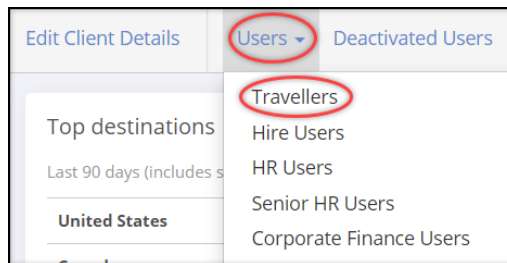 Edit Client Details
Users
Deactivated Users
Travellers
Hire Users
HR Users
Senior HR Users
Corporate Finance Users
Top destinations
Last 90 days (includes s
United States